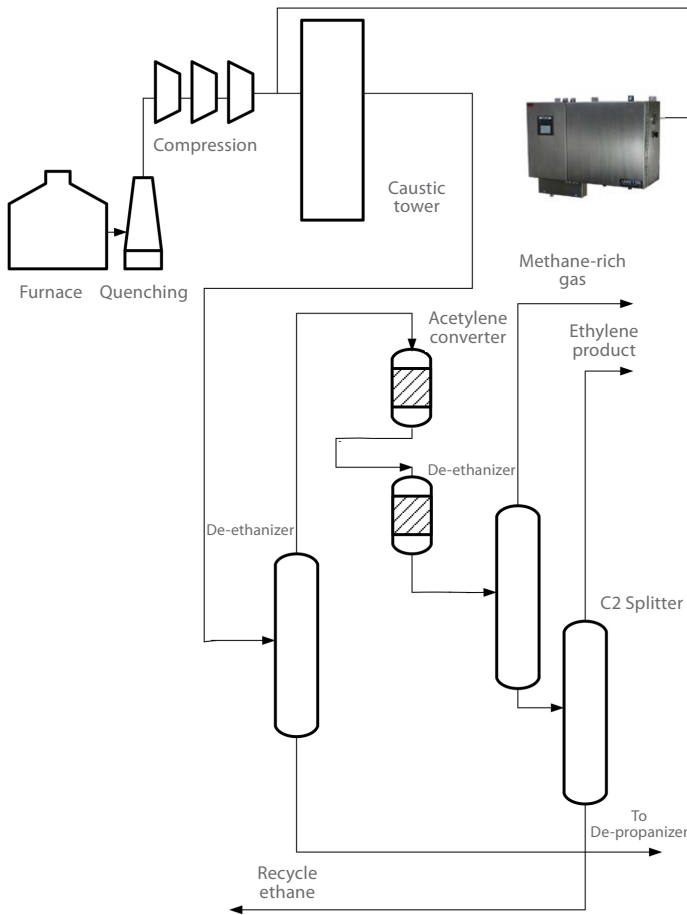 Compression
Caustic
tower
Furnace
Quenching
Methane-rich
gas
Acetylene
converter
Ethylene
product
De-ethanizer
De-ethanizer
C2 Splitter
To
De-propanizer
Recycle
ethane